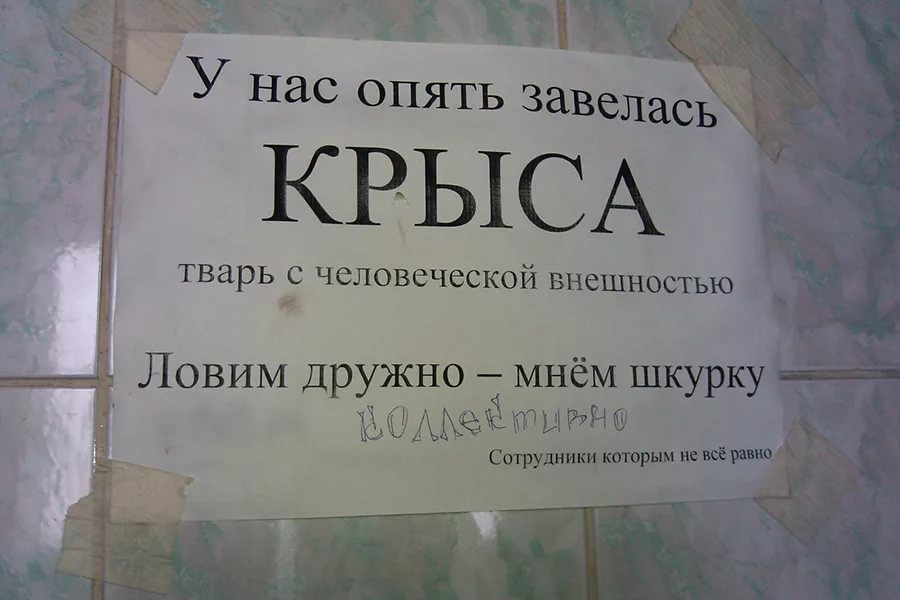 У нас опять завелась
КРЫСА
тварь с человеческой внешностью
Ловим дружно – мнём шкурку
коллективно
Сотрудники которым не всё равно